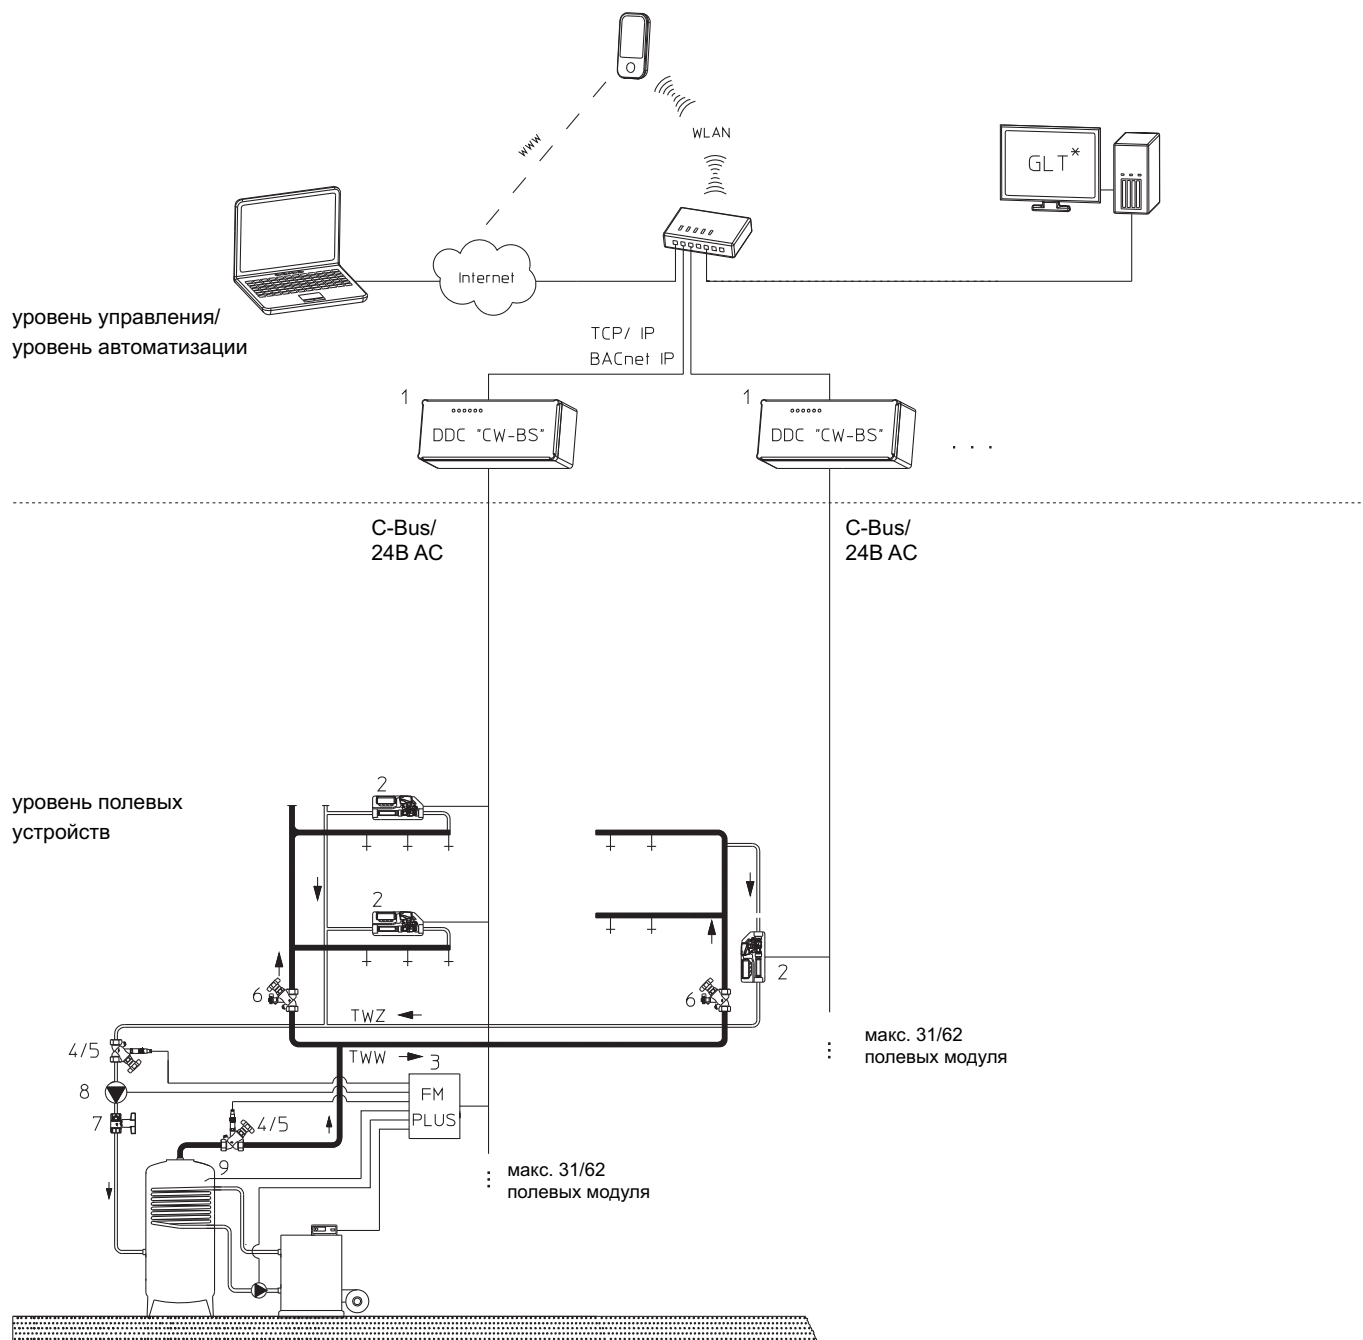 WLAN
www
GLT*
Internet
уровень управления/
уровень автоматизации
TCP/ IP
BACnet IP
1
DDC "CW-BS"
1
DDC "CW-BS"
. . .
C-Bus/
24В AC
C-Bus/
24В AC
уровень полевых
устройств
2
2
2
6
6
TWZ
TWW
3
4/5
8
7
FM
PLUS
4/5
9
макс. 31/62
полевых модуля
макс. 31/62
полевых модуля